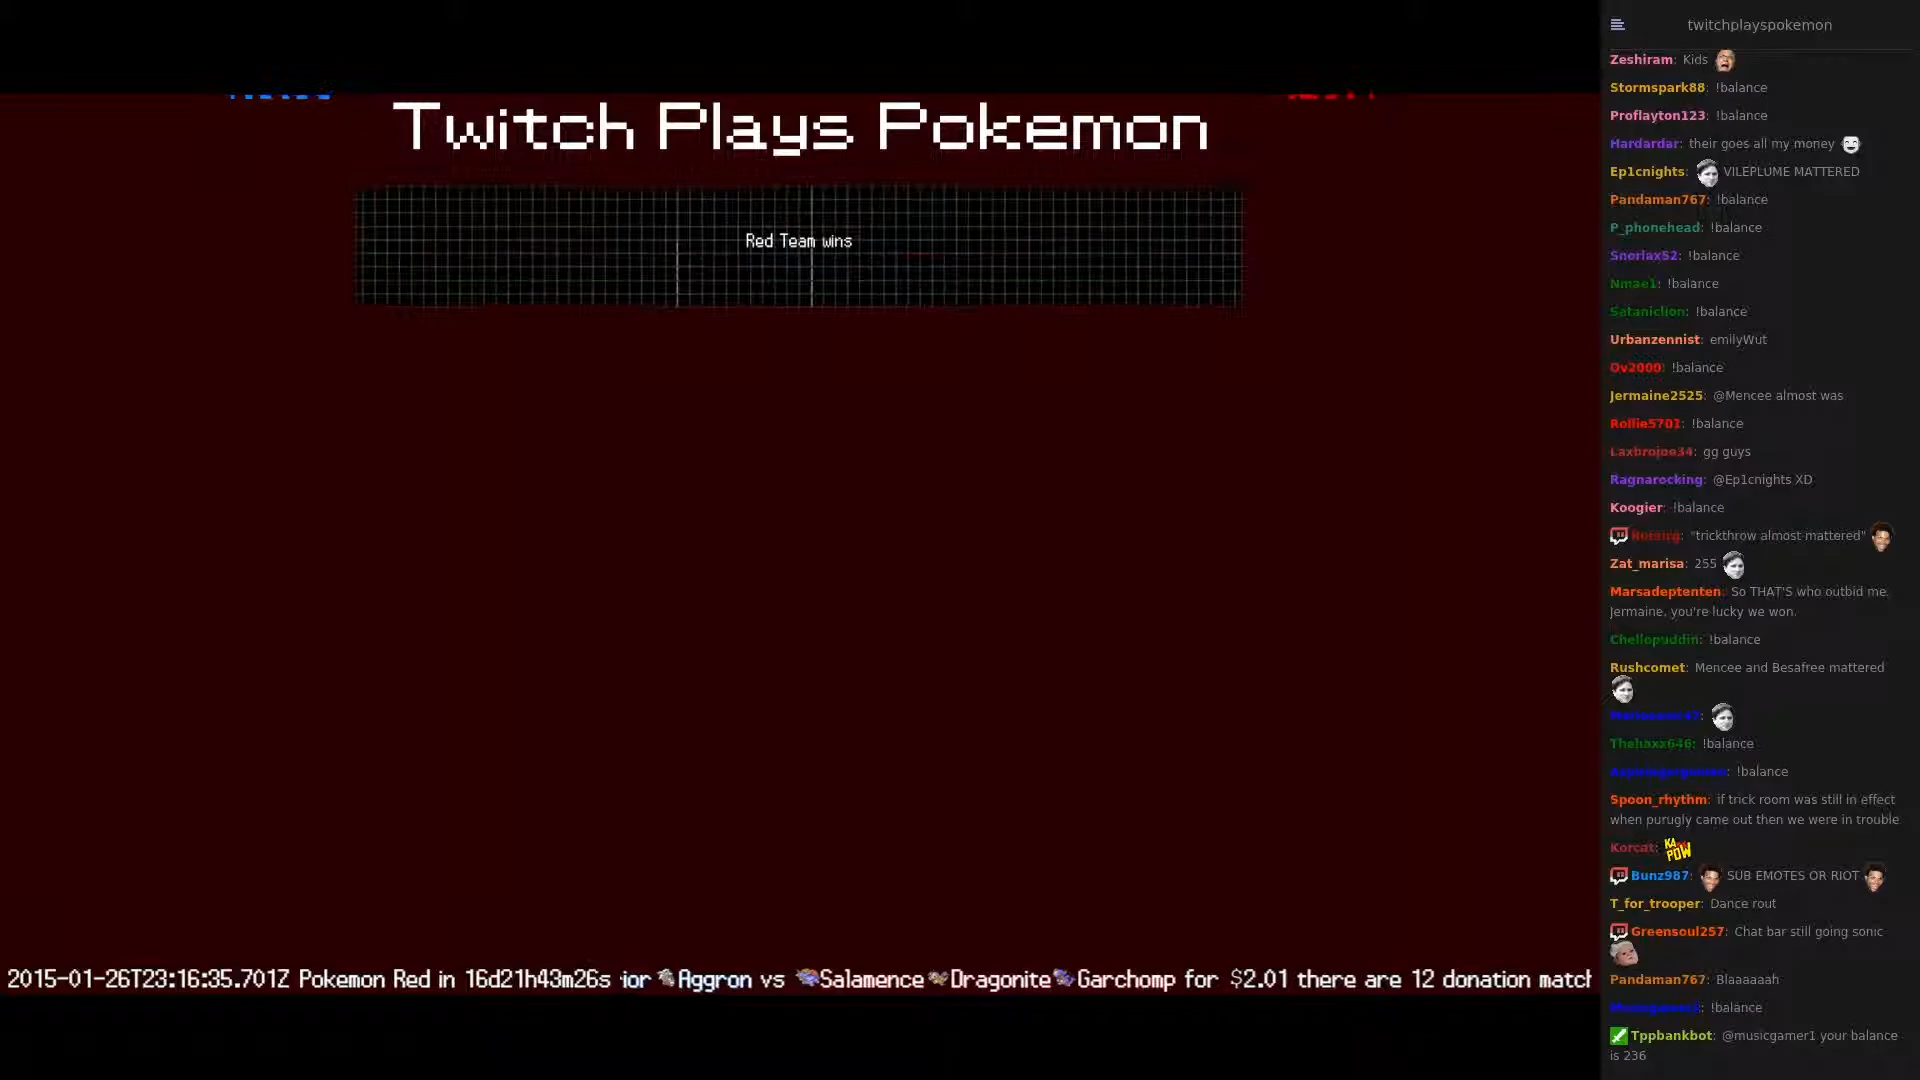 twitchplayspokemon
Twitch Plays Pokemon
Red Team wins
2015-01-26T23:16:35.701Z Pokemon Red in 16d21h43m26s ior Aggron vs Salamence Dragonite Garchomp for $2.01 there are 12 donation match
Zeshiram: Kids
Stormspark88: !balance
Proflayton123: !balance
Hardardar: their goes all my money
Ep1cnights: VILEPLUME MATTERED
Pandaman767: !balance
P_phonehead: !balance
Snorlax52: !balance
Nmae1: !balance
Sataniclion: !balance
Urbanzennist: emilyWut
Ov2000: !balance
Jermaine2525: @Mencee almost was
Rollie5701: !balance
Laxbrojoe34: gg guys
Ragnarocking: @Ep1cnights XD
Koogier: !balance
: "trickthrow almost mattered"
Zat_marisa: 255
Marsadeptenten: So THAT'S who outbid me.
Jermaine, you're lucky we won.
Chellopuddin: !balance
Rushcomet: Mencee and Besafree mattered
Thehaxx646: !balance
: !balance
Spoon_rhythm: if trick room was still in effect
when purugly came out then we were in trouble
Korcat: KA POW
Bunz987: SUB EMOTES OR RIOT
T_for_trooper: Dance rout
Greensoul257: Chat bar still going sonic
Pandaman767: Blaaaaaah
: !balance
Tppbankbot: @musicgamer1 your balance
is 236